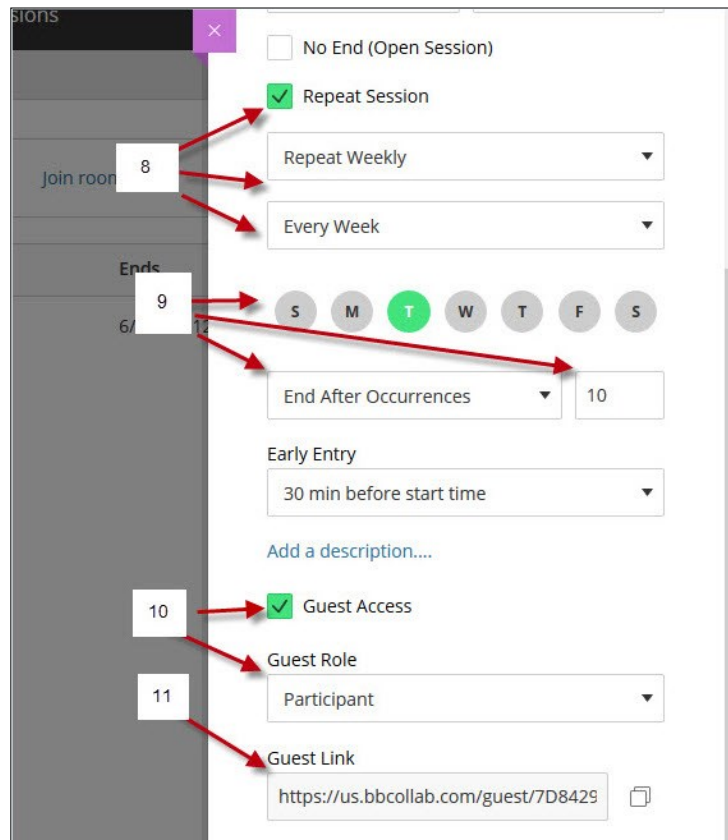 sions
No End (Open Session)
Repeat Session
8
Repeat Weekly
Join
Every Week
Ends
9
S M T W T F S
6/ 12
End After Occurrences 10
Early Entry
30 min before start time
Add a description....
10
Guest Access
Guest Role
11
Participant
Guest Link
https://us.bbcollab.com/guest/7D8429